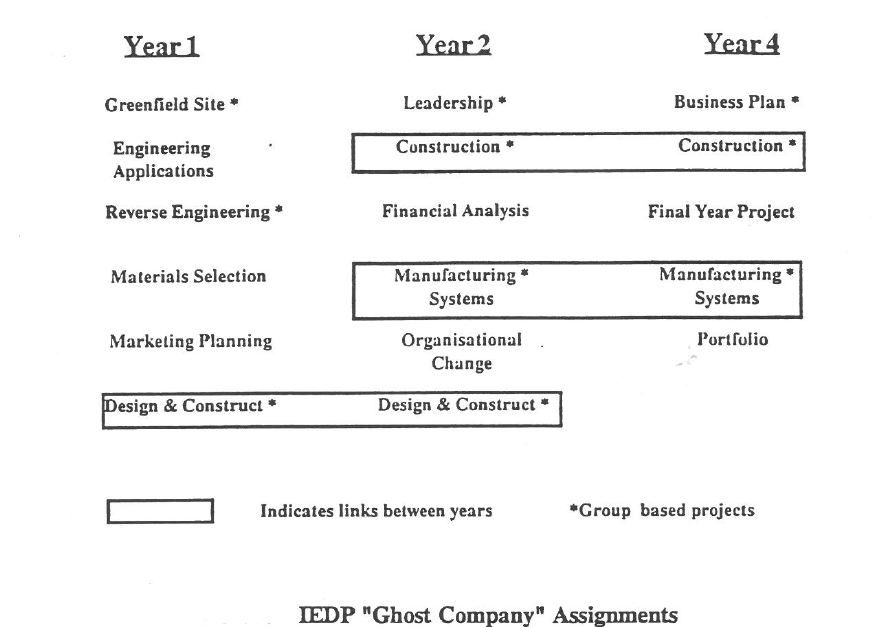 Year 1 Year 2 Year 4
Greenfield Site * Leadership * Business Plan *
Engineering Construction * Construction *
Applications
Reverse Engineering * Financial Analysis Final Year Project
Materials Selection Manufacturing * Manufacturing *
Systems Systems
Marketing Planning Organisational Portfolio
Change
Design & Construct * Design & Construct *
Indicates links between years *Group based projects
IEDP "Ghost Company" Assignments